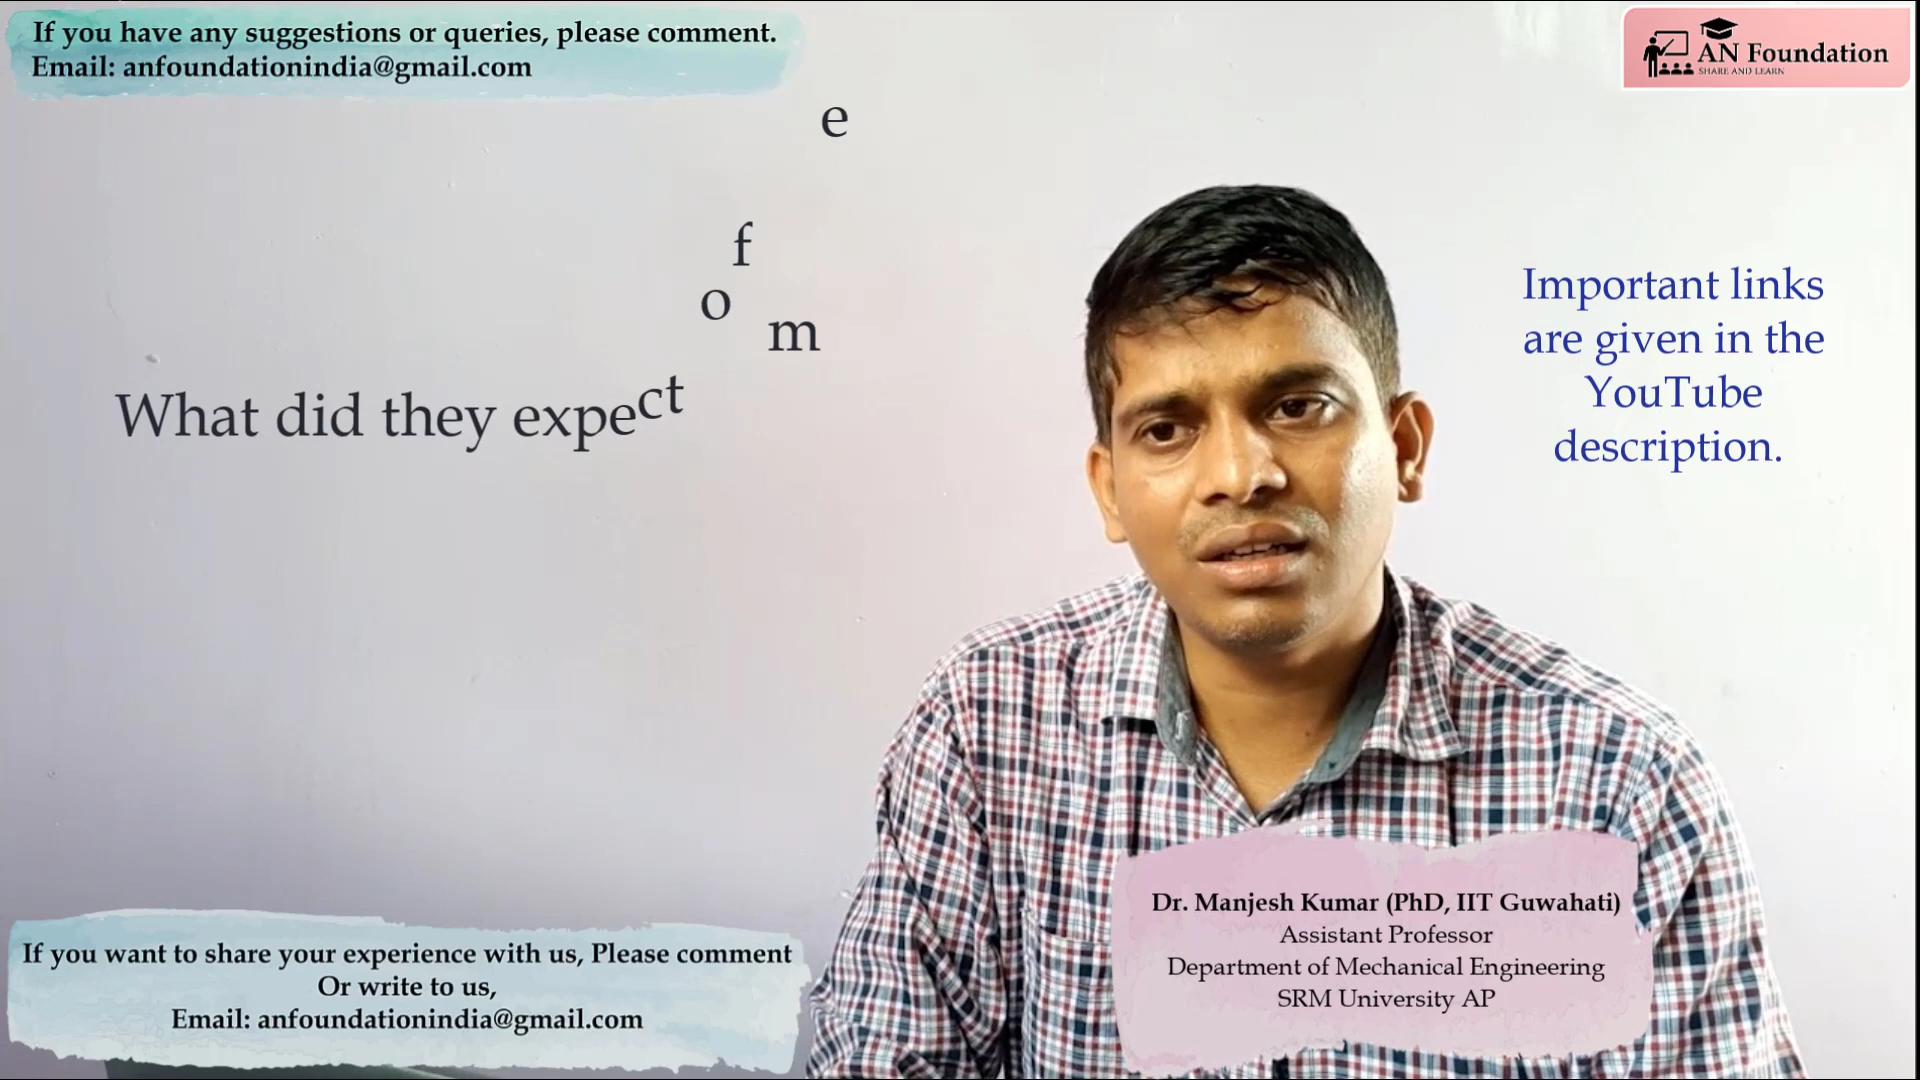 If you have any suggestions or queries, please comment.
Email: anfoundationindia@gmail.com
AN Foundation
SHARE AND LEARN
What did they expect of me
Important links
are given in the
YouTube
description.
Dr. Manjesh Kumar (PhD, IIT Guwahati)
Assistant Professor
Department of Mechanical Engineering
SRM University AP
If you want to share your experience with us, Please comment
Or write to us,
Email: anfoundationindia@gmail.com